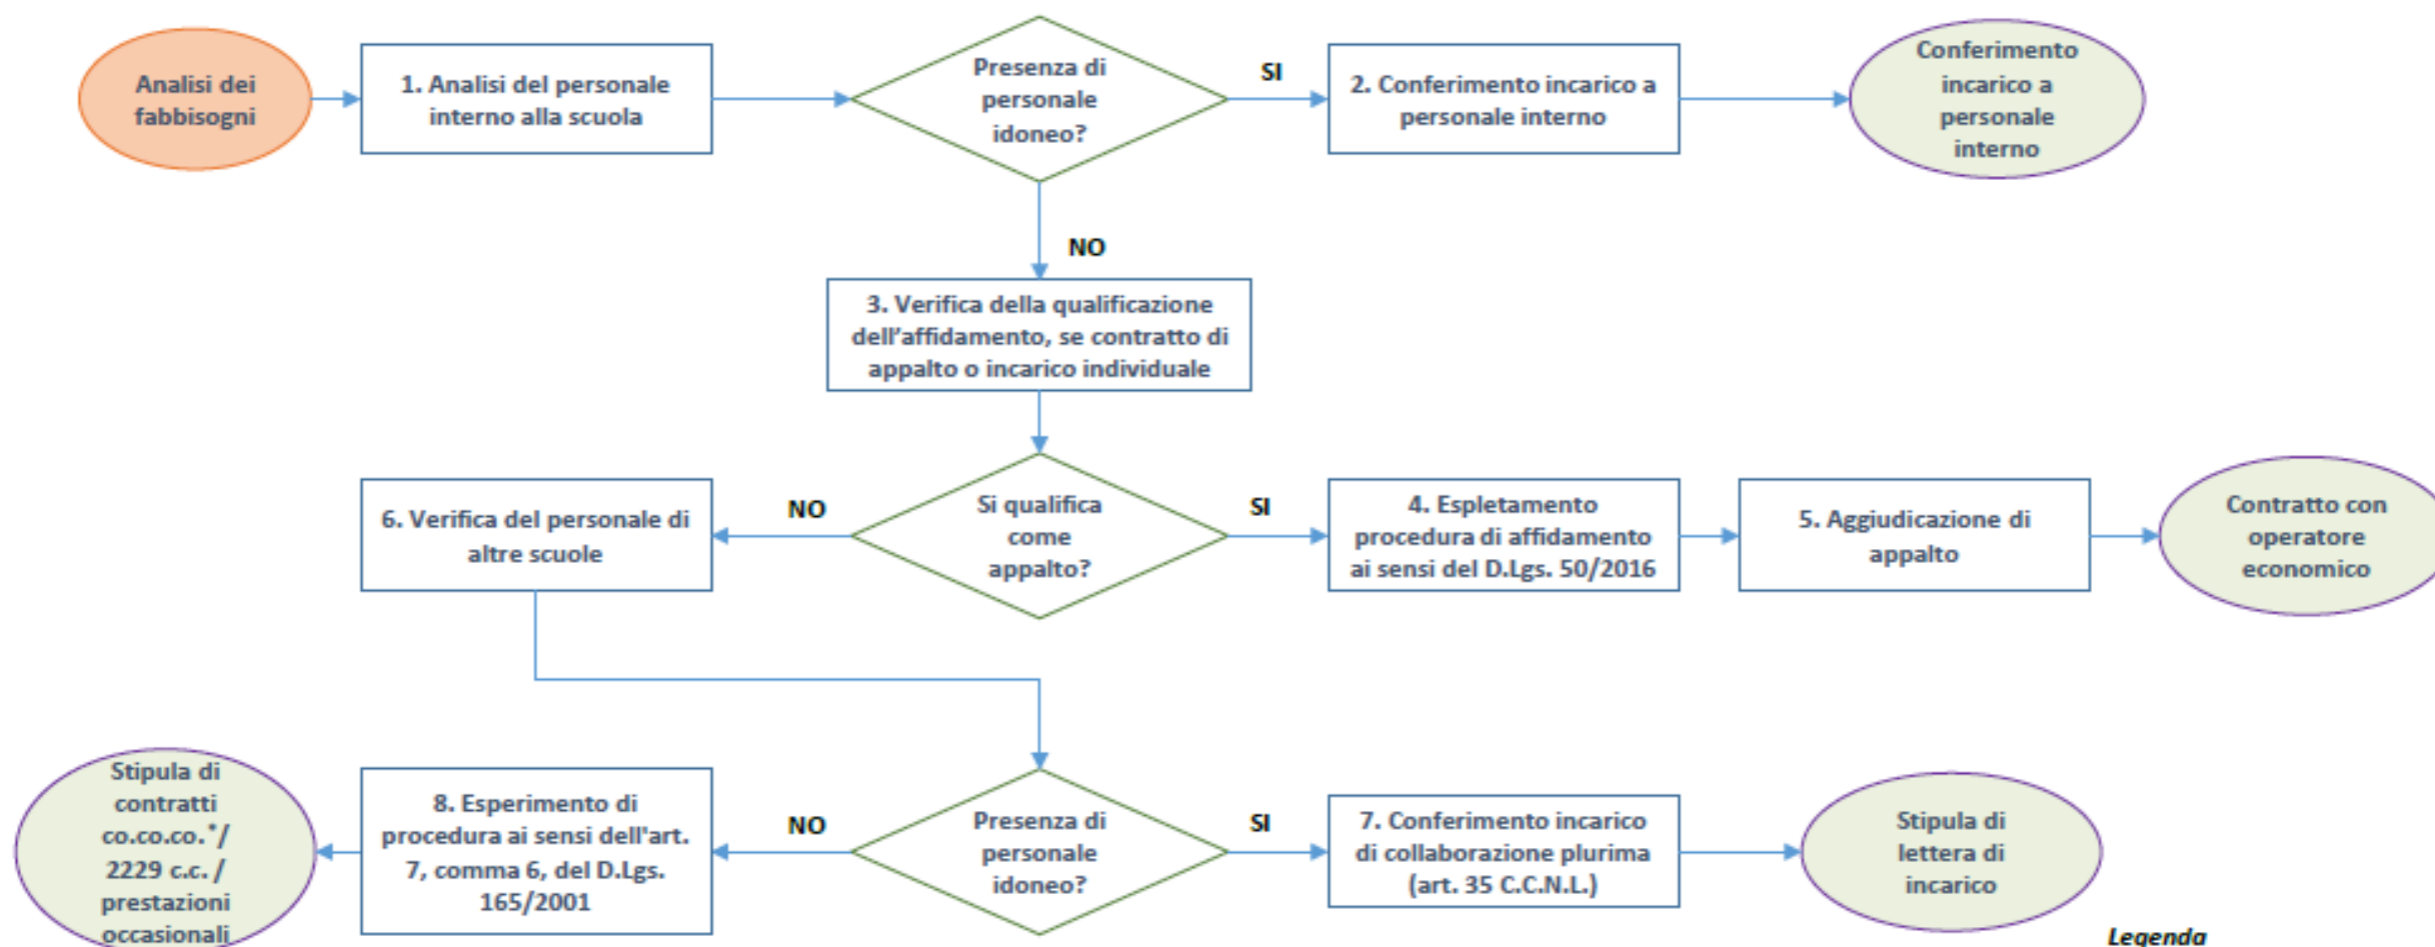 Analisi dei
fabbisogni
1. Analisi del personale
interno alla scuola
Presenza di
personale
idoneo?
SI
2. Conferimento incarico a
personale interno
Conferimento
incarico a
personale
interno
NO
3. Verifica della qualificazione
dell'affidamento, se contratto di
appalto o incarico individuale
6. Verifica del personale di
altre scuole
NO
Si qualifica
come
appalto?
SI
4. Espletamento
procedura di affidamento
ai sensi del D.Lgs. 50/2016
5. Aggiudicazione di
appalto
Contratto con
operatore
economico
Stipula di
contratti
co.co.co.*/
2229 c.c. /
prestazioni
occasionali
8. Esperimento di
procedura ai sensi dell'art.
7, comma 6, del D.Lgs.
165/2001
NO
Presenza di
personale
idoneo?
SI
7. Conferimento incarico
di collaborazione plurima
(art. 35 C.C.N.L.)
Stipula di
lettera di
incarico
Legenda